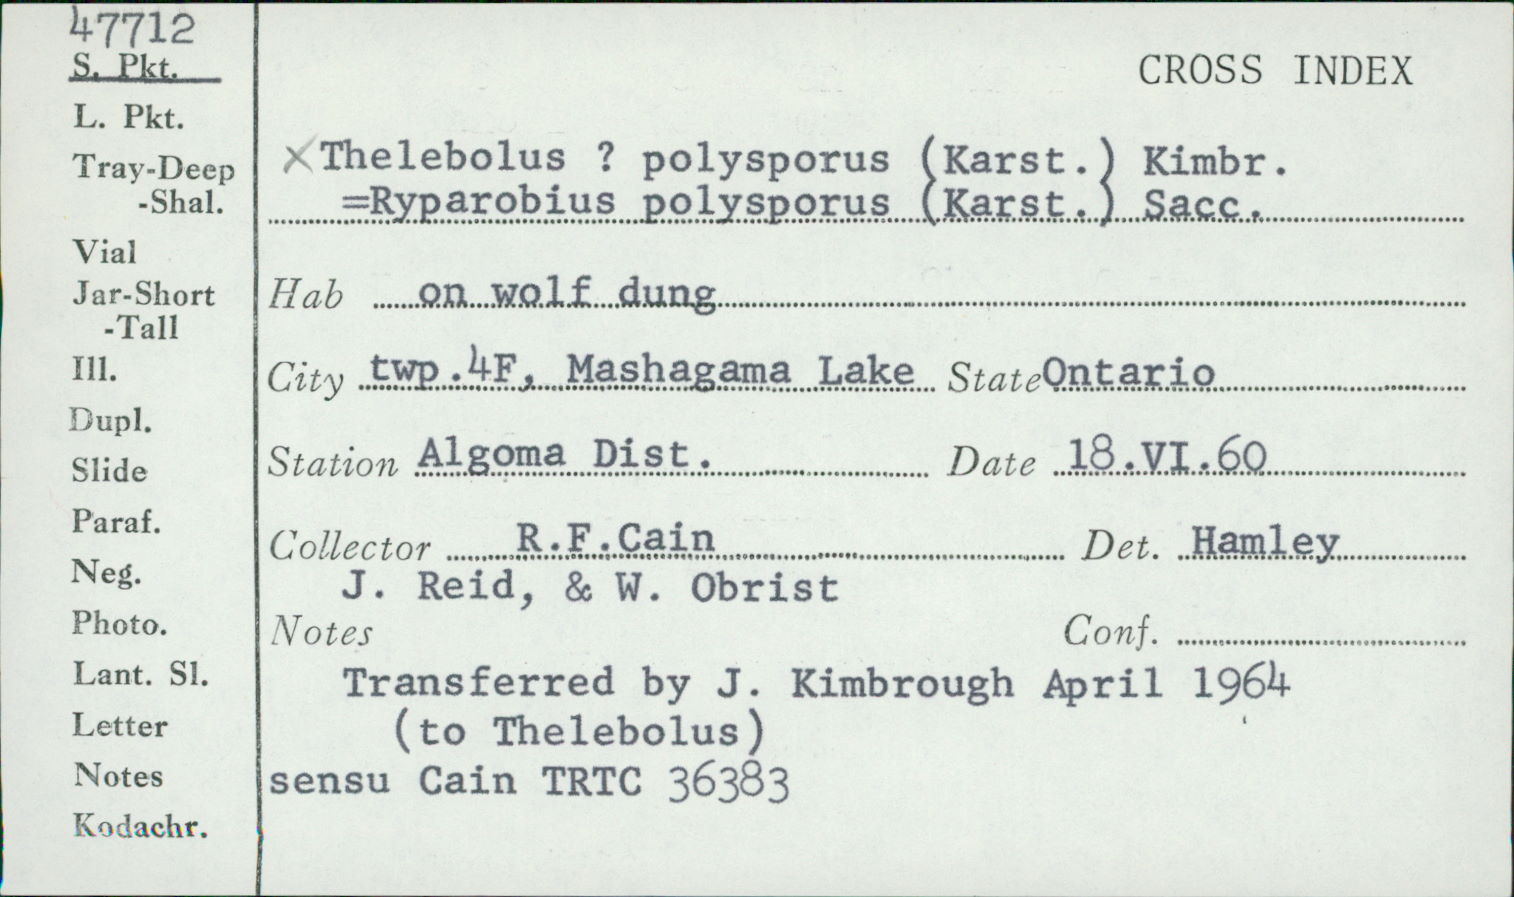 47712
S. Pkt.
L. Pkt.
Tray-Deep
-Shal.
Vial
Jar-Short
-Tall
Ill.
Dupl.
Slide
Paraf.
Neg.
Photo.
Lant. Sl.
Letter
Notes
Kodachr.
CROSS INDEX
×Thelebolus ? polysporus (Karst.) Kimbr.
=Ryparobius polysporus (Karst.) Sacc.
Hab on wolf dung
City twp.4F, Mashagama Lake State Ontario
Station Algoma Dist. Date 18.VI.60
Collector R.F.Cain Det. Hamley
J. Reid, & W. Obrist
Notes Conf.
Transferred by J. Kimbrough April 1964
(to Thelebolus)
sensu Cain TRTC 36383